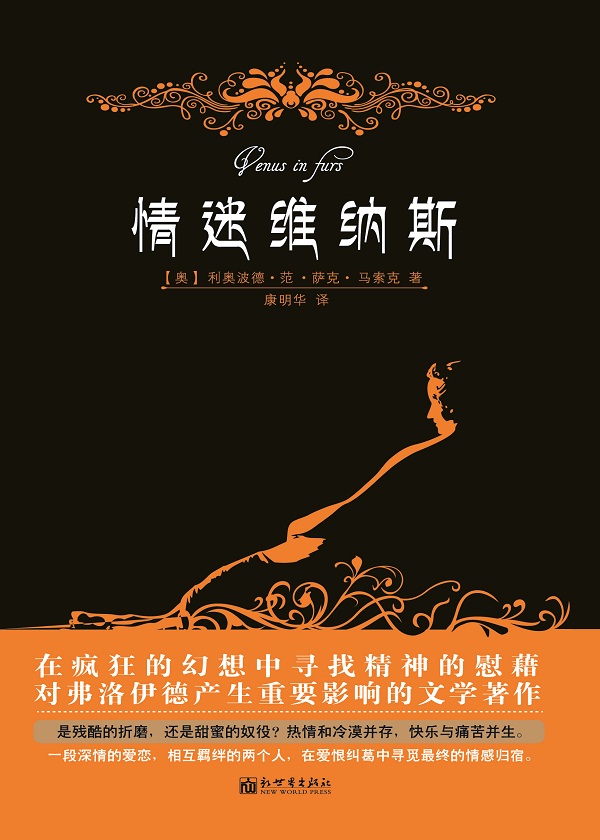 Venus in furs
情迷维纳斯
【奥】利奥波德·范·萨克·马索克 著
康明华 译
在疯狂的幻想中寻找精神的慰藉
对弗洛伊德产生重要影响的文学著作
是残酷的折磨，还是甜蜜的奴役？热情和冷漠并存，快乐与痛苦并生。
一段深情的爱恋，相互羁绊的两个人，在爱恨纠葛中寻觅最终的情感归宿。
新世界出版社
NEW WORLD PRESS